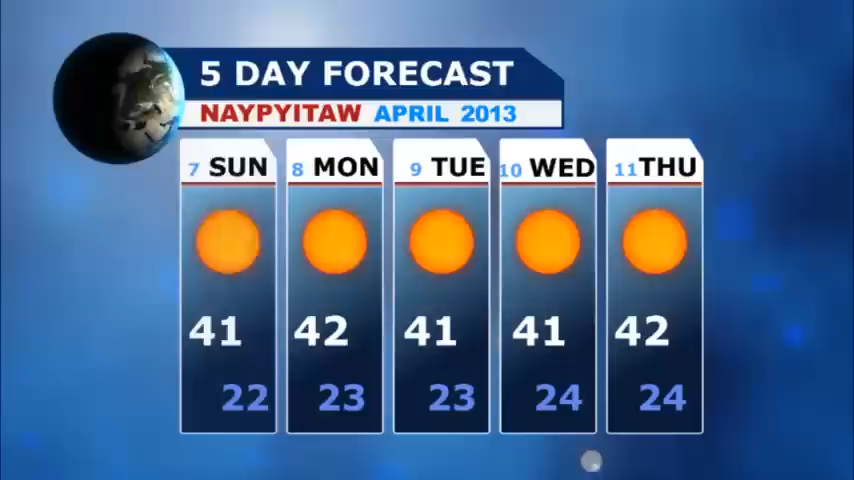 5 DAY FORECAST
NAYPYITAW APRIL 2013
7 SUN 8 MON 9 TUE 10 WED 11 THU
41 42 41 41 42
22 23 23 24 24